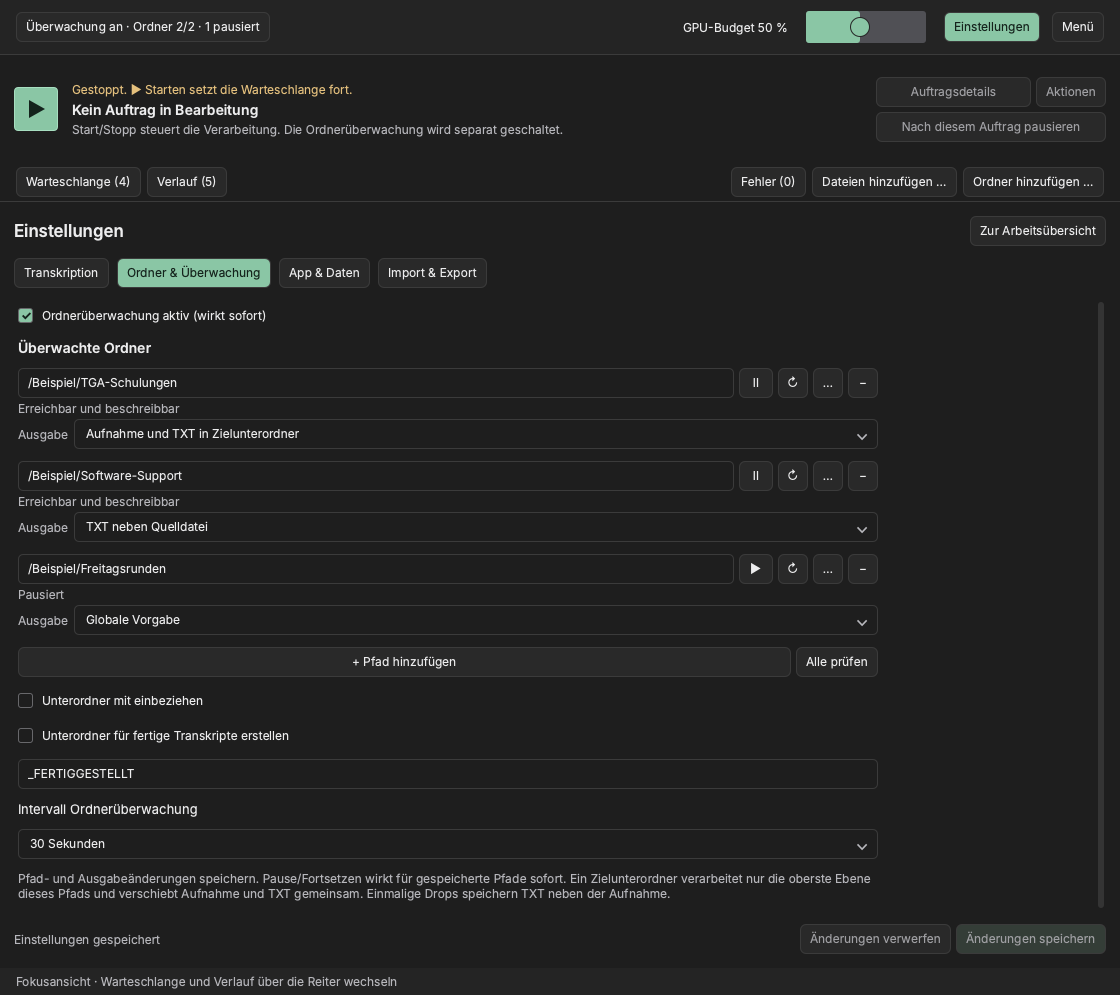 Überwachung an · Ordner 2/2 · 1 pausiert
GPU-Budget 50 %
Einstellungen
Menü
Gestoppt. ▶ Starten setzt die Warteschlange fort.
Kein Auftrag in Bearbeitung
Start/Stopp steuert die Verarbeitung. Die Ordnerüberwachung wird separat geschaltet.
Auftragsdetails
Aktionen
Nach diesem Auftrag pausieren
Warteschlange (4)
Verlauf (5)
Fehler (0)
Dateien hinzufügen ...
Ordner hinzufügen ...
Einstellungen
Zur Arbeitsübersicht
Transkription
Ordner & Überwachung
App & Daten
Import & Export
Ordnerüberwachung aktiv (wirkt sofort)
Überwachte Ordner
/Beispiel/TGA-Schulungen
...
–
Erreichbar und beschreibbar
Ausgabe
Aufnahme und TXT in Zielunterordner
/Beispiel/Software-Support
...
–
Erreichbar und beschreibbar
Ausgabe
TXT neben Quelldatei
/Beispiel/Freitagsrunden
...
–
Pausiert
Ausgabe
Globale Vorgabe
+ Pfad hinzufügen
Alle prüfen
Unterordner mit einbeziehen
Unterordner für fertige Transkripte erstellen
_FERTIGGESTELLT
Intervall Ordnerüberwachung
30 Sekunden
Pfad- und Ausgabeänderungen speichern. Pause/Fortsetzen wirkt für gespeicherte Pfade sofort. Ein Zielunterordner verarbeitet nur die oberste Ebene
dieses Pfads und verschiebt Aufnahme und TXT gemeinsam. Einmalige Drops speichern TXT neben der Aufnahme.
Einstellungen gespeichert
Änderungen verwerfen
Änderungen speichern
Fokusansicht · Warteschlange und Verlauf über die Reiter wechseln